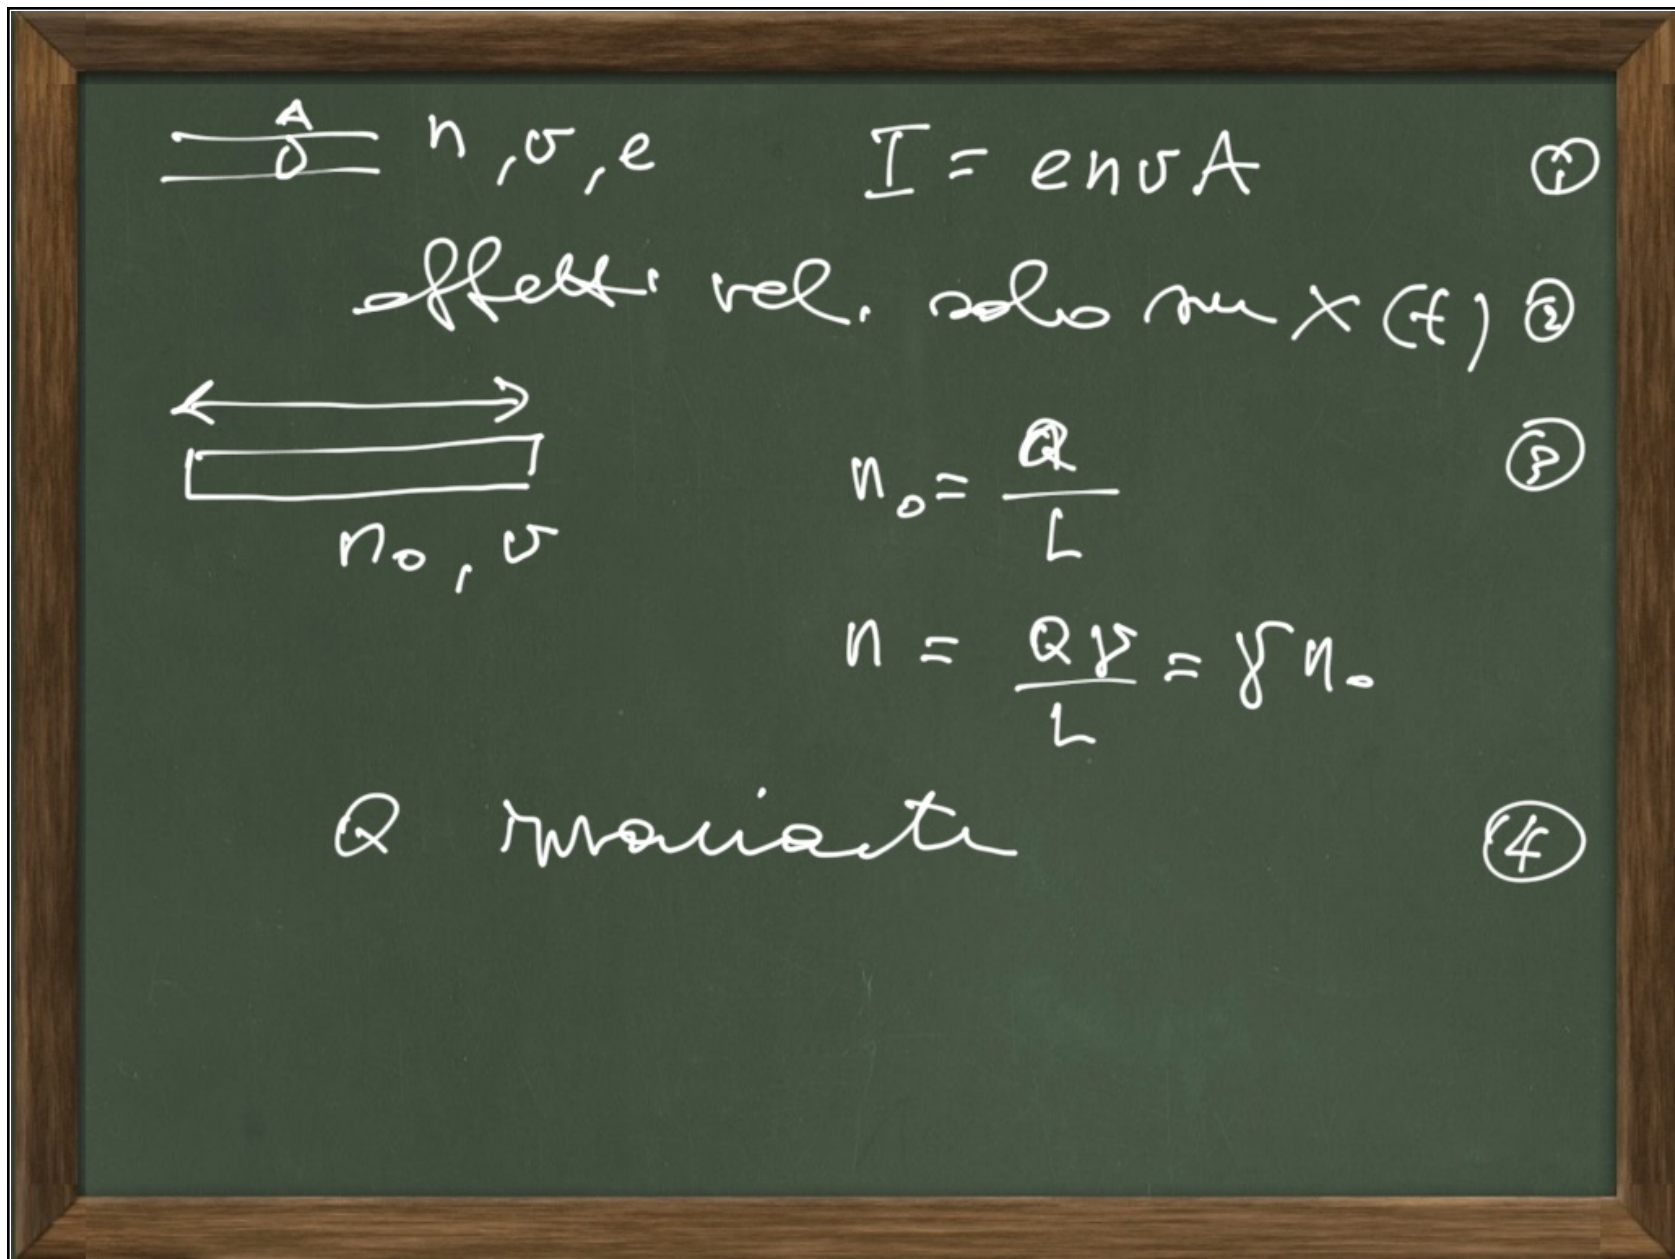 A
n, v, e I = envA ①
effetti rel. solo su x (t) ②
n₀ = Q/L ③
n₀, v
n = Qγ/L = γn₀
Q invariante ④